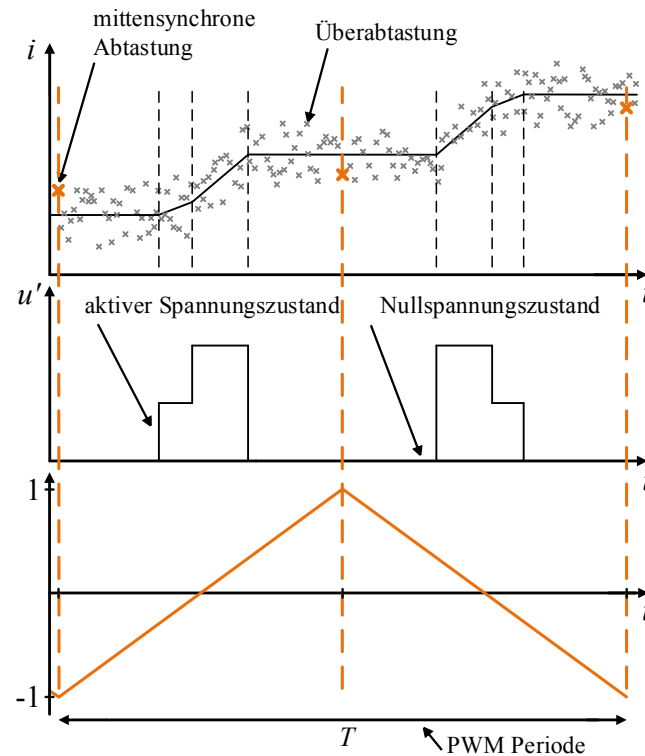 mittensynchrone
Abtastung
Überabtastung
i
t
u'
aktiver Spannungszustand
Nullspannungszustand
t
1
t
-1
T
PWM Periode